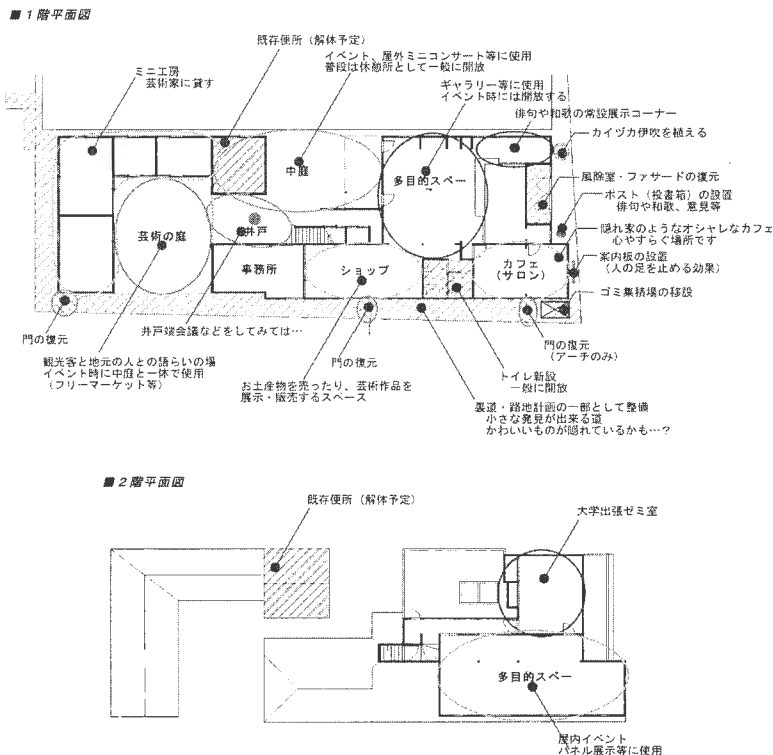 ■1階平面図
既存便所（解体予定）
イベント、屋外ミニコンサート等に使用
普段は休憩所として一般に開放
ミニ工房
芸術家に貸す
ギャラリー等に使用
イベント時には開放する
俳句や和歌の常設展示コーナー
カイヅカ伊吹を植える
中庭
多目的スペー
風除室・ファサードの復元
ポスト（投書箱）の設置
俳句や和歌、意見等
芸術の庭
井戸
隠れ家のようなオシャレなカフェ
心やすらぐ場所です
事務所
ショップ
カフェ
（サロン）
案内板の設置
（人の足を止める効果）
ゴミ集積場の移設
門の復元
井戸端会議などをしてみては…
門の復元
門の復元
（アーチのみ）
観光客と地元の人との語らいの場
イベント時に中庭と一体で使用
（フリーマーケット等）
お土産物を売ったり、芸術作品を
展示・販売するスペース
トイレ新設
一般に開放
裏道・路地計画の一部として整備
小さな発見が出来る道
かわいいものが隠れているかも…？
■2階平面図
既存便所（解体予定）
大学出張ゼミ室
多目的スペー
屋内イベント
パネル展示等に使用